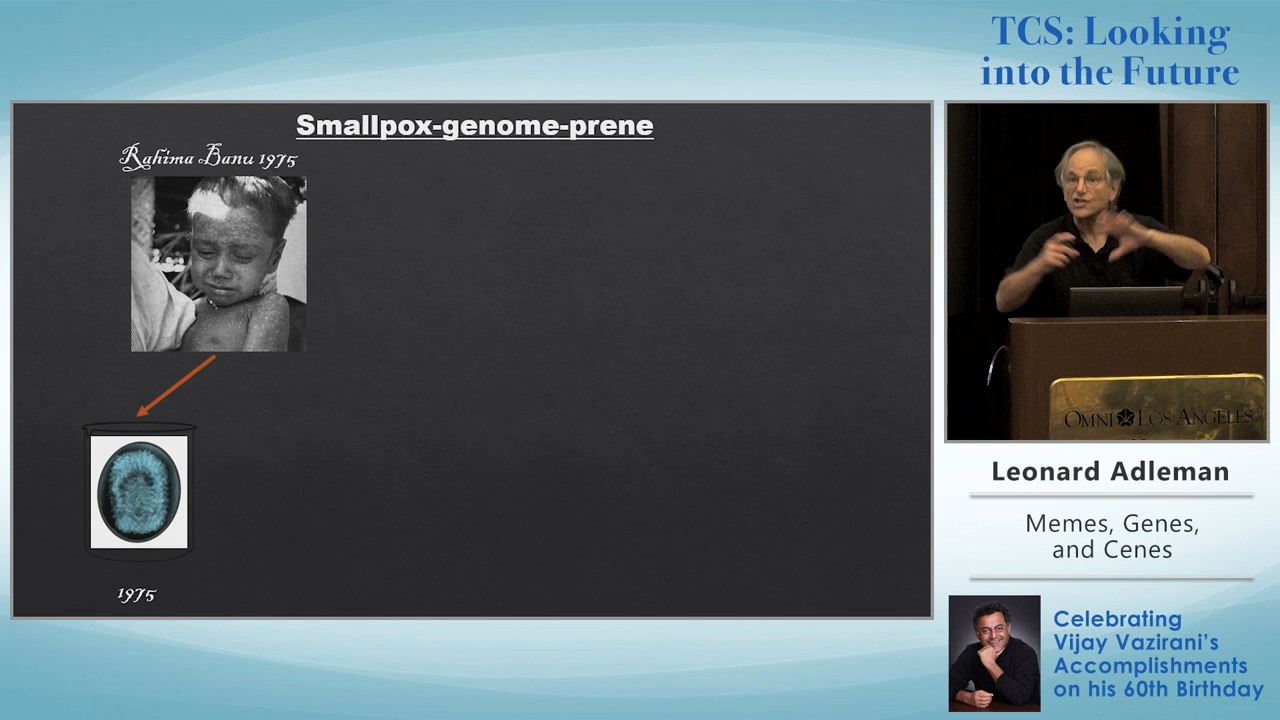 TCS: Looking
into the Future
Smallpox-genome-prene
Rahima Banu 1975
1975
OMNI LOS ANGELES
Leonard Adleman
Memes, Genes,
and Cenes
Celebrating
Vijay Vazirani's
Accomplishments
on his 60th Birthday